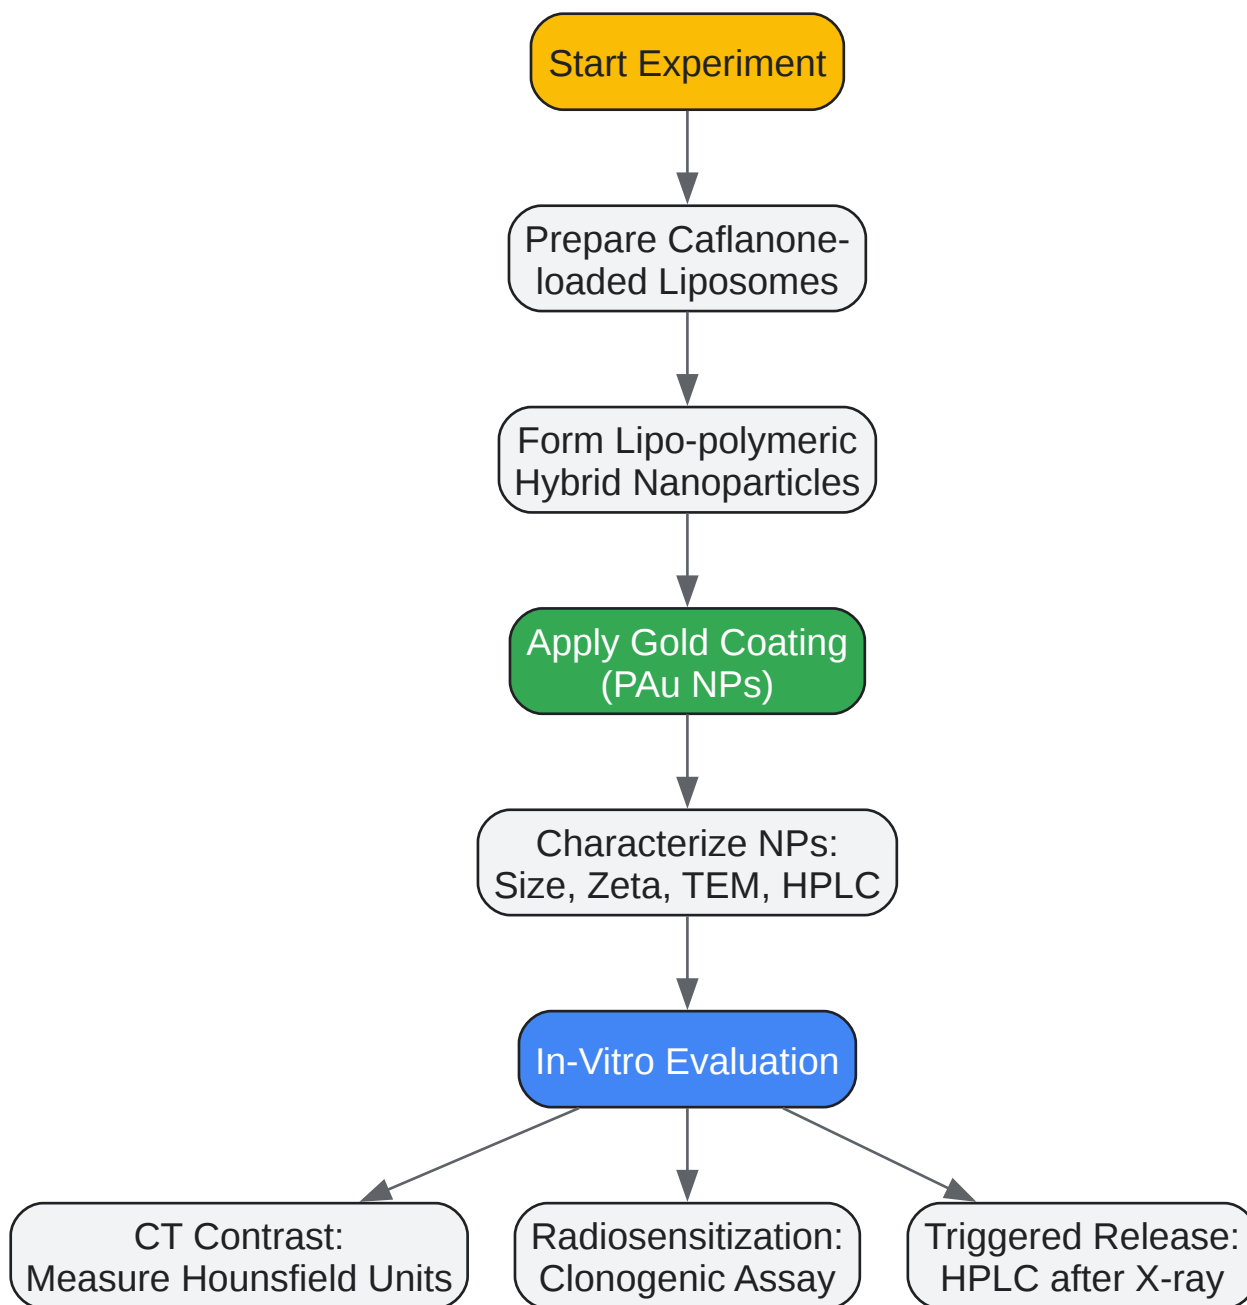 Start Experiment
Prepare Caflanone-
loaded Liposomes
Form Lipo-polymeric
Hybrid Nanoparticles
Apply Gold Coating
(PAu NPs)
Characterize NPs:
Size, Zeta, TEM, HPLC
In-Vitro Evaluation
CT Contrast:
Measure Hounsfield Units
Radiosensitization:
Clonogenic Assay
Triggered Release:
HPLC after X-ray